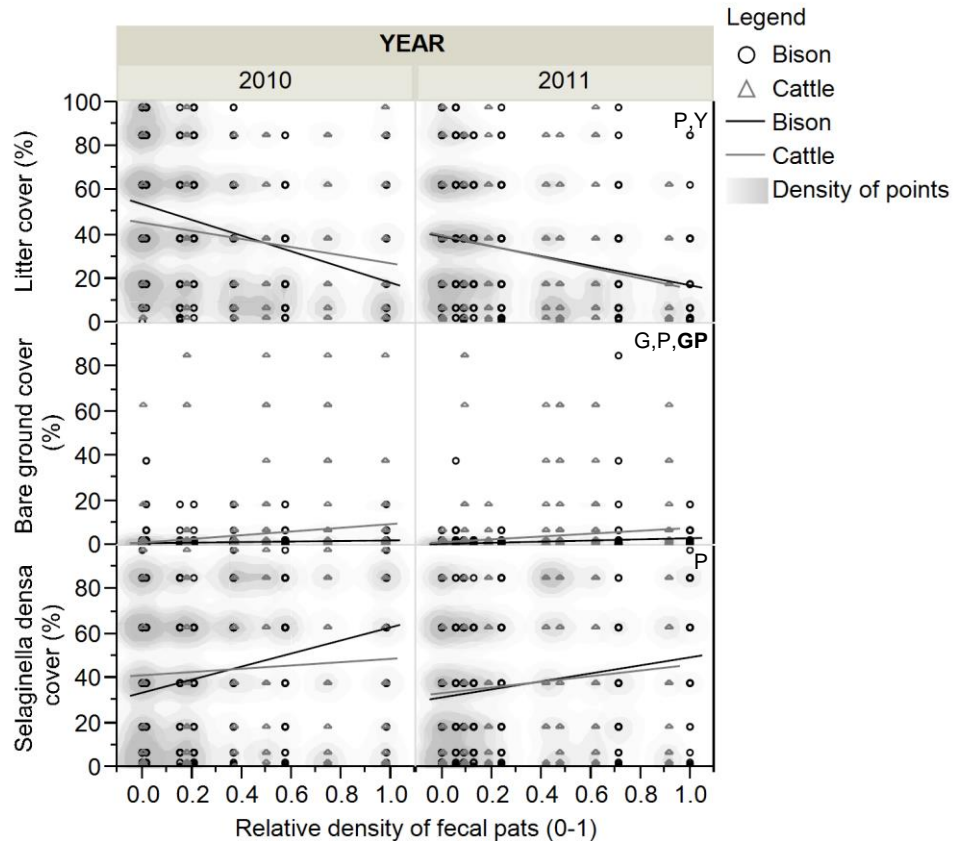 Legend
Bison
Cattle
Bison
Cattle
Density of points
YEAR
2010 2011
Litter cover (%)
100
80
60
40
20
0
P,Y
Bare ground cover
(%)
80
60
40
20
0
G,P,GP
Selaginella densa
cover (%)
80
60
40
20
0
P
0.0 0.2 0.4 0.6 0.8 1.0 0.0 0.2 0.4 0.6 0.8 1.0
Relative density of fecal pats (0-1)